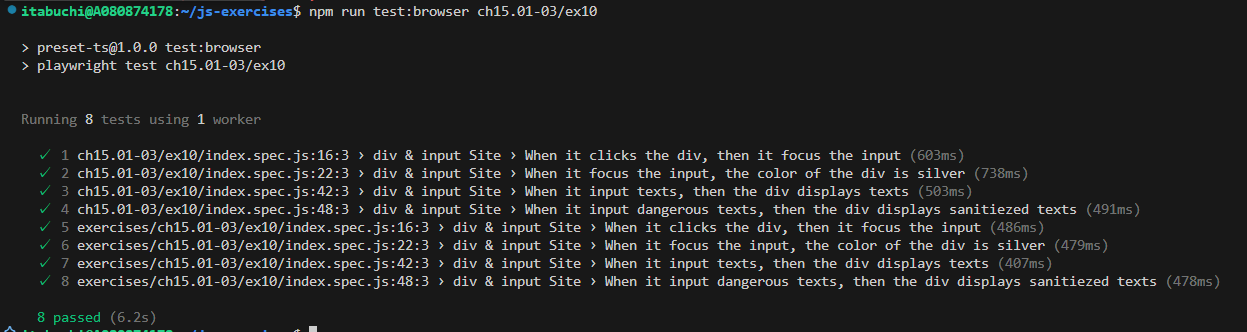 itabuchi@A080874178:~/js-exercises$ npm run test:browser ch15.01-03/ex10
> preset-ts@1.0.0 test:browser
> playwright test ch15.01-03/ex10
Running 8 tests using 1 worker
✓ 1 ch15.01-03/ex10/index.spec.js:16:3 › div & input Site › When it clicks the div, then it focus the input (603ms)
✓ 2 ch15.01-03/ex10/index.spec.js:22:3 › div & input Site › When it focus the input, the color of the div is silver (738ms)
✓ 3 ch15.01-03/ex10/index.spec.js:42:3 › div & input Site › When it input texts, then the div displays texts (503ms)
✓ 4 ch15.01-03/ex10/index.spec.js:48:3 › div & input Site › When it input dangerous texts, then the div displays sanitiezed texts (491ms)
✓ 5 exercises/ch15.01-03/ex10/index.spec.js:16:3 › div & input Site › When it clicks the div, then it focus the input (486ms)
✓ 6 exercises/ch15.01-03/ex10/index.spec.js:22:3 › div & input Site › When it focus the input, the color of the div is silver (479ms)
✓ 7 exercises/ch15.01-03/ex10/index.spec.js:42:3 › div & input Site › When it input texts, then the div displays texts (407ms)
✓ 8 exercises/ch15.01-03/ex10/index.spec.js:48:3 › div & input Site › When it input dangerous texts, then the div displays sanitiezed texts (478ms)
8 passed (6.2s)